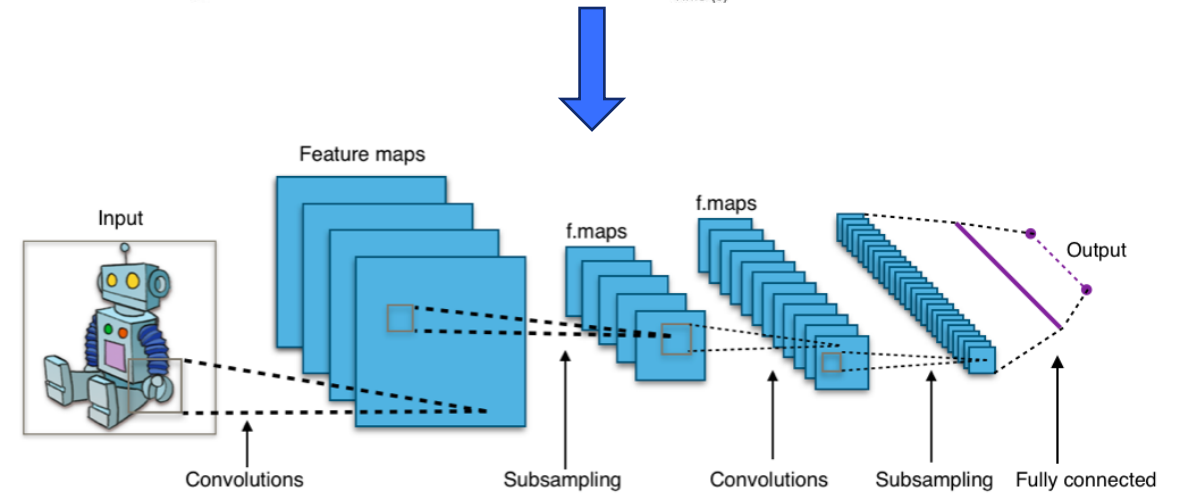 Feature maps
f.maps
Input
f.maps
Output
Convolutions
Subsampling
Convolutions
Subsampling
Fully connected